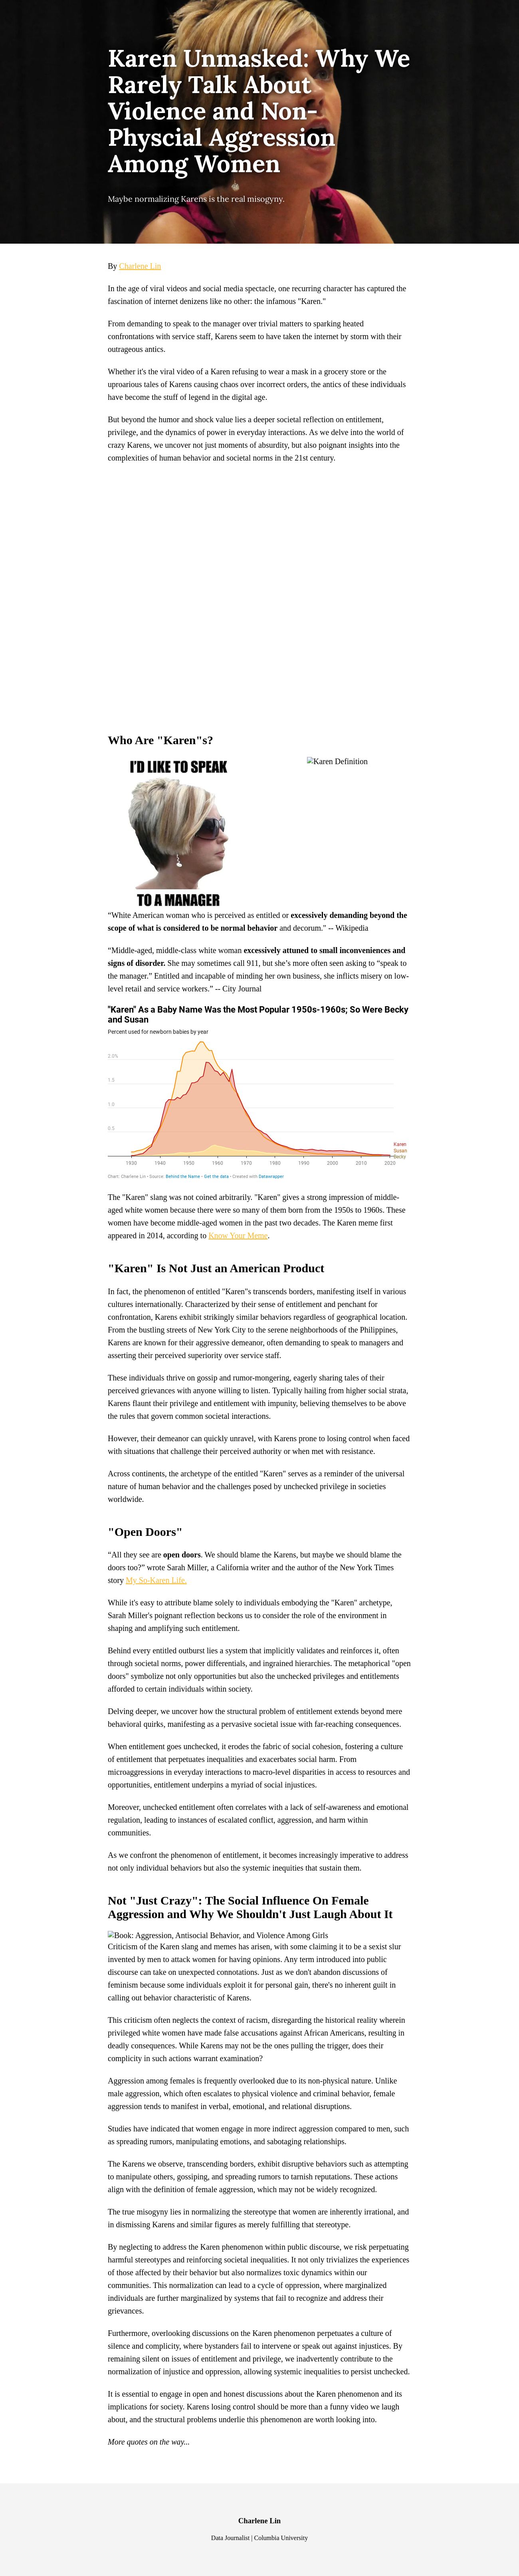 Karen Unmasked: Why We
Rarely Talk About
Violence and Non-
Physcial Aggression
Among Women
Maybe normalizing Karens is the real misogyny.
By Charlene Lin
In the age of viral videos and social media spectacle, one recurring character has captured the
fascination of internet denizens like no other: the infamous "Karen."
From demanding to speak to the manager over trivial matters to sparking heated
confrontations with service staff, Karens seem to have taken the internet by storm with their
outrageous antics.
Whether it's the viral video of a Karen refusing to wear a mask in a grocery store or the
uproarious tales of Karens causing chaos over incorrect orders, the antics of these individuals
have become the stuff of legend in the digital age.
But beyond the humor and shock value lies a deeper societal reflection on entitlement,
privilege, and the dynamics of power in everyday interactions. As we delve into the world of
crazy Karens, we uncover not just moments of absurdity, but also poignant insights into the
complexities of human behavior and societal norms in the 21st century.
Who Are "Karen"s?
I'D LIKE TO SPEAK
TO A MANAGER
Karen Definition
“White American woman who is perceived as entitled or excessively demanding beyond the
scope of what is considered to be normal behavior and decorum." -- Wikipedia
“Middle-aged, middle-class white woman excessively attuned to small inconveniences and
signs of disorder. She may sometimes call 911, but she’s more often seen asking to “speak to
the manager.” Entitled and incapable of minding her own business, she inflicts misery on low-
level retail and service workers.” -- City Journal
"Karen" As a Baby Name Was the Most Popular 1950s-1960s; So Were Becky
and Susan
Percent used for newborn babies by year
2.0%
1.5
1.0
0.5
Karen
Susan
Becky
1930 1940 1950 1960 1970 1980 1990 2000 2010 2020
Chart: Charlene Lin • Source: Behind the Name • Get the data • Created with Datawrapper
The "Karen" slang was not coined arbitrarily. "Karen" gives a strong impression of middle-
aged white women because there were so many of them born from the 1950s to 1960s. These
women have become middle-aged women in the past two decades. The Karen meme first
appeared in 2014, according to Know Your Meme.
"Karen" Is Not Just an American Product
In fact, the phenomenon of entitled "Karen"s transcends borders, manifesting itself in various
cultures internationally. Characterized by their sense of entitlement and penchant for
confrontation, Karens exhibit strikingly similar behaviors regardless of geographical location.
From the bustling streets of New York City to the serene neighborhoods of the Philippines,
Karens are known for their aggressive demeanor, often demanding to speak to managers and
asserting their perceived superiority over service staff.
These individuals thrive on gossip and rumor-mongering, eagerly sharing tales of their
perceived grievances with anyone willing to listen. Typically hailing from higher social strata,
Karens flaunt their privilege and entitlement with impunity, believing themselves to be above
the rules that govern common societal interactions.
However, their demeanor can quickly unravel, with Karens prone to losing control when faced
with situations that challenge their perceived authority or when met with resistance.
Across continents, the archetype of the entitled "Karen" serves as a reminder of the universal
nature of human behavior and the challenges posed by unchecked privilege in societies
worldwide.
"Open Doors"
“All they see are open doors. We should blame the Karens, but maybe we should blame the
doors too?” wrote Sarah Miller, a California writer and the author of the New York Times
story My So-Karen Life.
While it's easy to attribute blame solely to individuals embodying the "Karen" archetype,
Sarah Miller's poignant reflection beckons us to consider the role of the environment in
shaping and amplifying such entitlement.
Behind every entitled outburst lies a system that implicitly validates and reinforces it, often
through societal norms, power differentials, and ingrained hierarchies. The metaphorical "open
doors" symbolize not only opportunities but also the unchecked privileges and entitlements
afforded to certain individuals within society.
Delving deeper, we uncover how the structural problem of entitlement extends beyond mere
behavioral quirks, manifesting as a pervasive societal issue with far-reaching consequences.
When entitlement goes unchecked, it erodes the fabric of social cohesion, fostering a culture
of entitlement that perpetuates inequalities and exacerbates social harm. From
microaggressions in everyday interactions to macro-level disparities in access to resources and
opportunities, entitlement underpins a myriad of social injustices.
Moreover, unchecked entitlement often correlates with a lack of self-awareness and emotional
regulation, leading to instances of escalated conflict, aggression, and harm within
communities.
As we confront the phenomenon of entitlement, it becomes increasingly imperative to address
not only individual behaviors but also the systemic inequities that sustain them.
Not "Just Crazy": The Social Influence On Female
Aggression and Why We Shouldn't Just Laugh About It
Book: Aggression, Antisocial Behavior, and Violence Among Girls
Criticism of the Karen slang and memes has arisen, with some claiming it to be a sexist slur
invented by men to attack women for having opinions. Any term introduced into public
discourse can take on unexpected connotations. Just as we don't abandon discussions of
feminism because some individuals exploit it for personal gain, there's no inherent guilt in
calling out behavior characteristic of Karens.
This criticism often neglects the context of racism, disregarding the historical reality wherein
privileged white women have made false accusations against African Americans, resulting in
deadly consequences. While Karens may not be the ones pulling the trigger, does their
complicity in such actions warrant examination?
Aggression among females is frequently overlooked due to its non-physical nature. Unlike
male aggression, which often escalates to physical violence and criminal behavior, female
aggression tends to manifest in verbal, emotional, and relational disruptions.
Studies have indicated that women engage in more indirect aggression compared to men, such
as spreading rumors, manipulating emotions, and sabotaging relationships.
The Karens we observe, transcending borders, exhibit disruptive behaviors such as attempting
to manipulate others, gossiping, and spreading rumors to tarnish reputations. These actions
align with the definition of female aggression, which may not be widely recognized.
The true misogyny lies in normalizing the stereotype that women are inherently irrational, and
in dismissing Karens and similar figures as merely fulfilling that stereotype.
By neglecting to address the Karen phenomenon within public discourse, we risk perpetuating
harmful stereotypes and reinforcing societal inequalities. It not only trivializes the experiences
of those affected by their behavior but also normalizes toxic dynamics within our
communities. This normalization can lead to a cycle of oppression, where marginalized
individuals are further marginalized by systems that fail to recognize and address their
grievances.
Furthermore, overlooking discussions on the Karen phenomenon perpetuates a culture of
silence and complicity, where bystanders fail to intervene or speak out against injustices. By
remaining silent on issues of entitlement and privilege, we inadvertently contribute to the
normalization of injustice and oppression, allowing systemic inequalities to persist unchecked.
It is essential to engage in open and honest discussions about the Karen phenomenon and its
implications for society. Karens losing control should be more than a funny video we laugh
about, and the structural problems underlie this phenomenon are worth looking into.
More quotes on the way...
Charlene Lin
Data Journalist | Columbia University